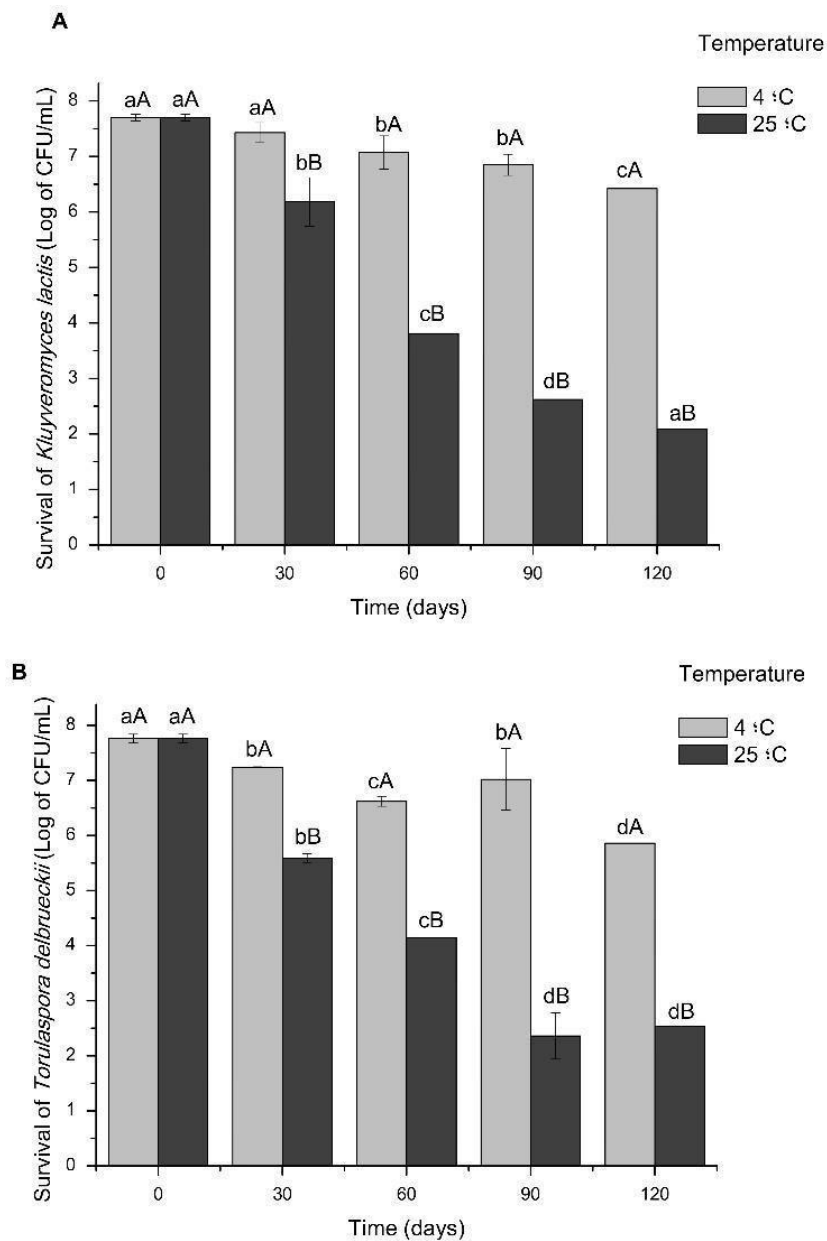 A
Temperature
4 °C
25 °C
Survival of Kluyveromyces lactis (Log of CFU/mL)
8
7
6
5
4
3
2
1
0
aA aA aA bB bA cB bA dB cA aB
0 30 60 90 120
Time (days)
B
Temperature
4 °C
25 °C
Survival of Torulaspora delbrueckii (Log of CFU/mL)
8
7
6
5
4
3
2
1
0
aA aA bA bB cA cB bA dB dA dB
0 30 60 90 120
Time (days)